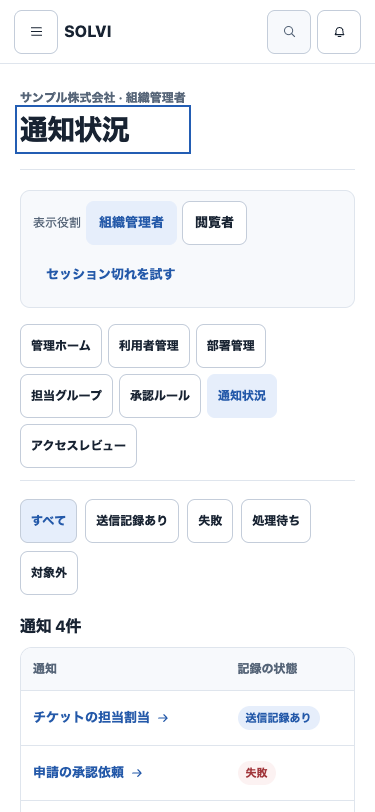 SOLVI
サンプル株式会社 · 組織管理者
通知状況
表示役割 組織管理者 閲覧者
セッション切れを試す
管理ホーム 利用者管理 部署管理
担当グループ 承認ルール 通知状況
アクセスレビュー
すべて 送信記録あり 失敗 処理待ち
対象外
通知 4件
通知 記録の状態
チケットの担当割当 → 送信記録あり
申請の承認依頼 → 失敗